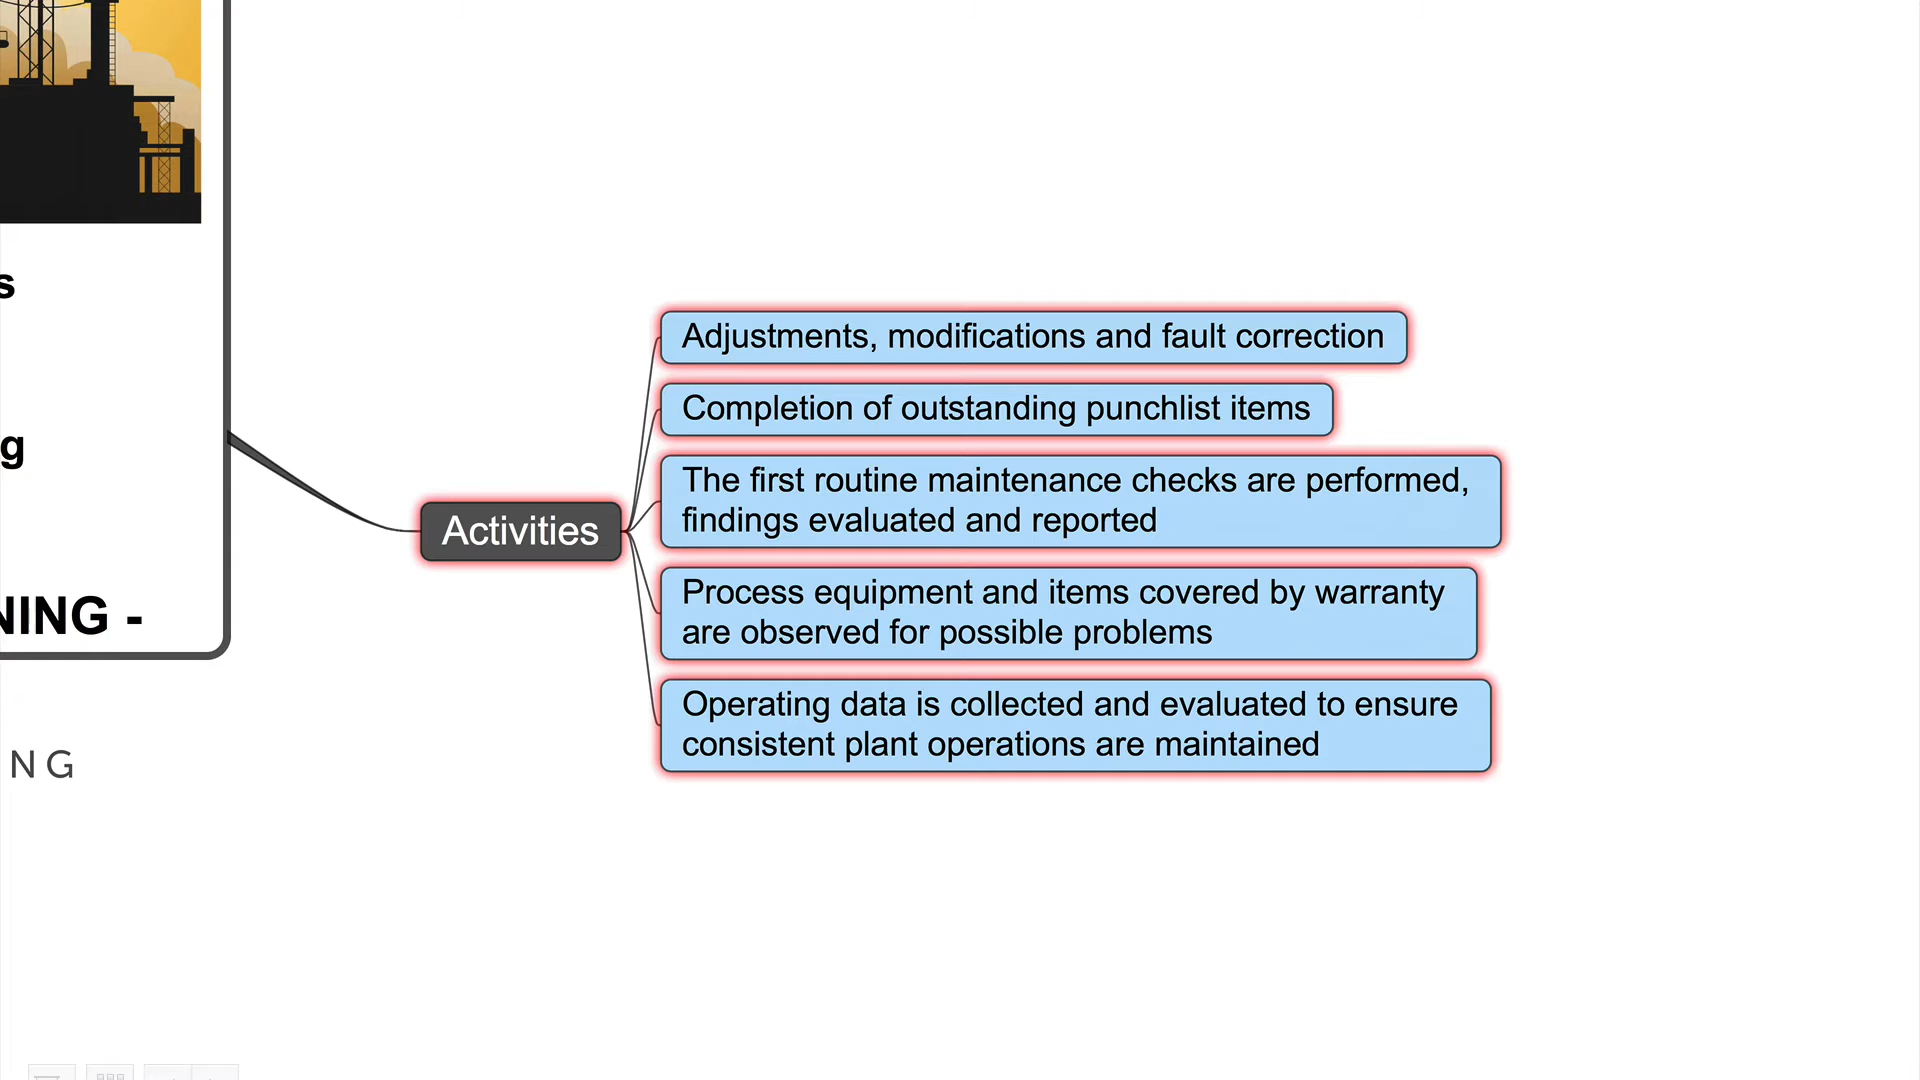 s
g
NING -
NG
Activities
Adjustments, modifications and fault correction
Completion of outstanding punchlist items
The first routine maintenance checks are performed,
findings evaluated and reported
Process equipment and items covered by warranty
are observed for possible problems
Operating data is collected and evaluated to ensure
consistent plant operations are maintained